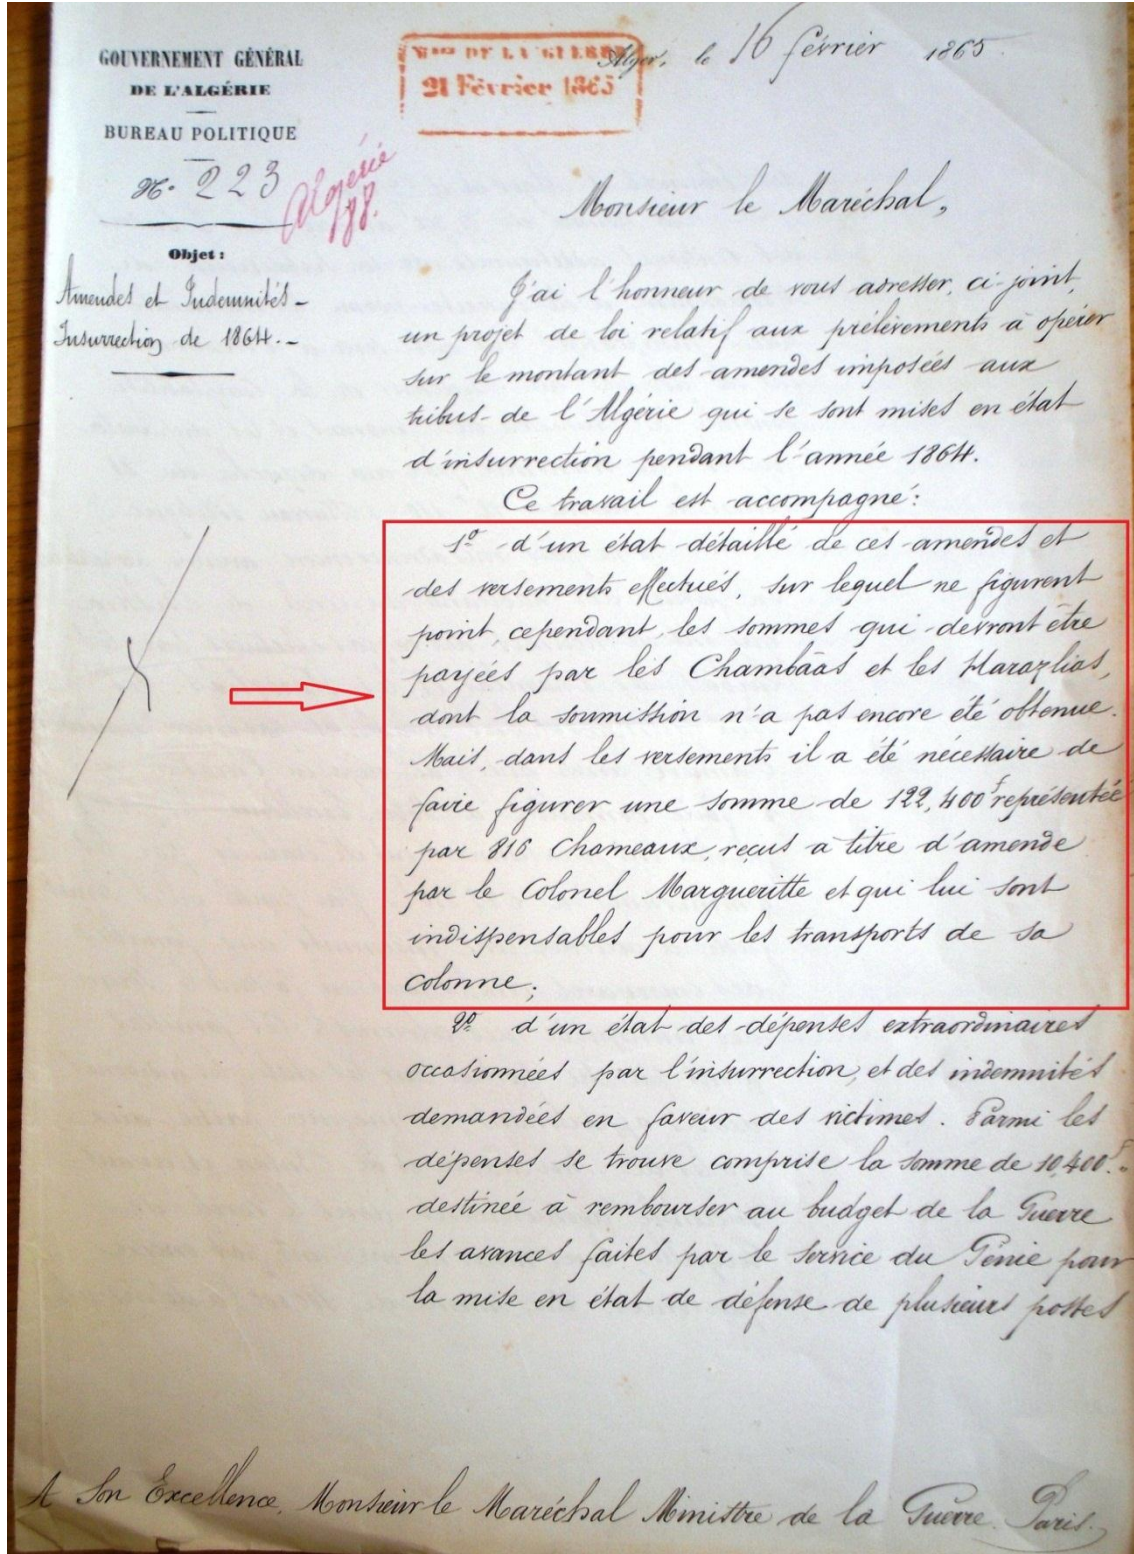 GOUVERNEMENT GÉNÉRAL
DE L'ALGÉRIE
BUREAU POLITIQUE
N.º 223
Algérie
Objet :
Amendes et Indemnités -
Insurrection de 1864. -
Mère DE LA GUERRE
21 Février 1865
Alger, le 16 février 1865.
Monsieur le Maréchal,
J'ai l'honneur de vous adresser, ci-joint,
un projet de loi relatif aux prélèvements à opérer
sur le montant des amendes imposées aux
tribus de l'Algérie qui se sont mises en état
d'insurrection pendant l'année 1864.
Ce travail est accompagné :
1º d'un état détaillé de ces amendes et
des versements effectués, sur lequel ne figurent
point, cependant, les sommes qui devront être
payées par les Chambâas et les Harazlias,
dont la soumission n'a pas encore été obtenue.
Mais, dans les versements il a été nécessaire de
faire figurer une somme de 122,400f représentée
par 816 Chameaux, reçus à titre d'amende
par le Colonel Margueritte et qui lui sont
indispensables pour les transports de sa
colonne ;
2º d'un état des dépenses extraordinaires
occasionnées par l'insurrection, et des indemnités
demandées en faveur des victimes. Parmi les
dépenses se trouve comprise la somme de 10,400f.
destinée à rembourser au budget de la Guerre
les avances faites par le Service du Génie pour
la mise en état de défense de plusieurs postes
A Son Excellence, Monsieur le Maréchal Ministre de la Guerre. Paris.